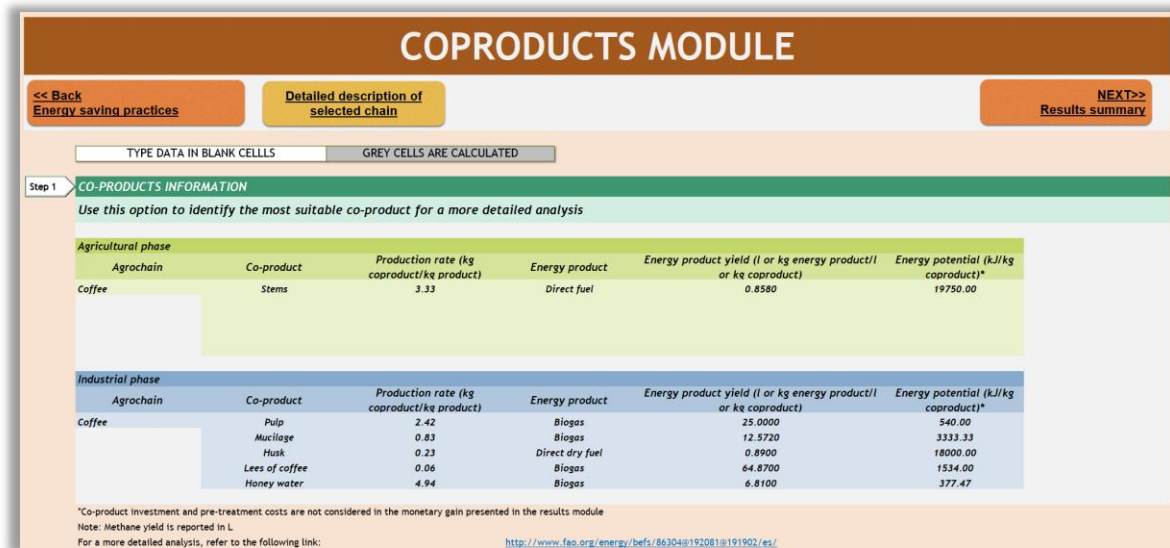 COPRODUCTS MODULE
<< Back
Energy saving practices
Detailed description of
selected chain
NEXT>>
Results summary
TYPE DATA IN BLANK CELLLS GREY CELLS ARE CALCULATED
Step 1 CO-PRODUCTS INFORMATION
Use this option to identify the most suitable co-product for a more detailed analysis
Agricultural phase
Agrochain Co-product Production rate (kg coproduct/kg product) Energy product Energy product yield (l or kg energy product/l or kg coproduct) Energy potential (kJ/kg coproduct)*
Coffee Stems 3.33 Direct fuel 0.8580 19750.00
Industrial phase
Agrochain Co-product Production rate (kg coproduct/kg product) Energy product Energy product yield (l or kg energy product/l or kg coproduct) Energy potential (kJ/kg coproduct)*
Coffee Pulp 2.42 Biogas 25.0000 540.00
Mucilage 0.83 Biogas 12.5720 3333.33
Husk 0.23 Direct dry fuel 0.8900 18000.00
Lees of coffee 0.06 Biogas 64.8700 1534.00
Honey water 4.94 Biogas 6.8100 377.47
*Co-product investment and pre-treatment costs are not considered in the monetary gain presented in the results module
Note: Methane yield is reported in L
For a more detailed analysis, refer to the following link: http://www.fao.org/energy/befs/86304@192081@191902/es/